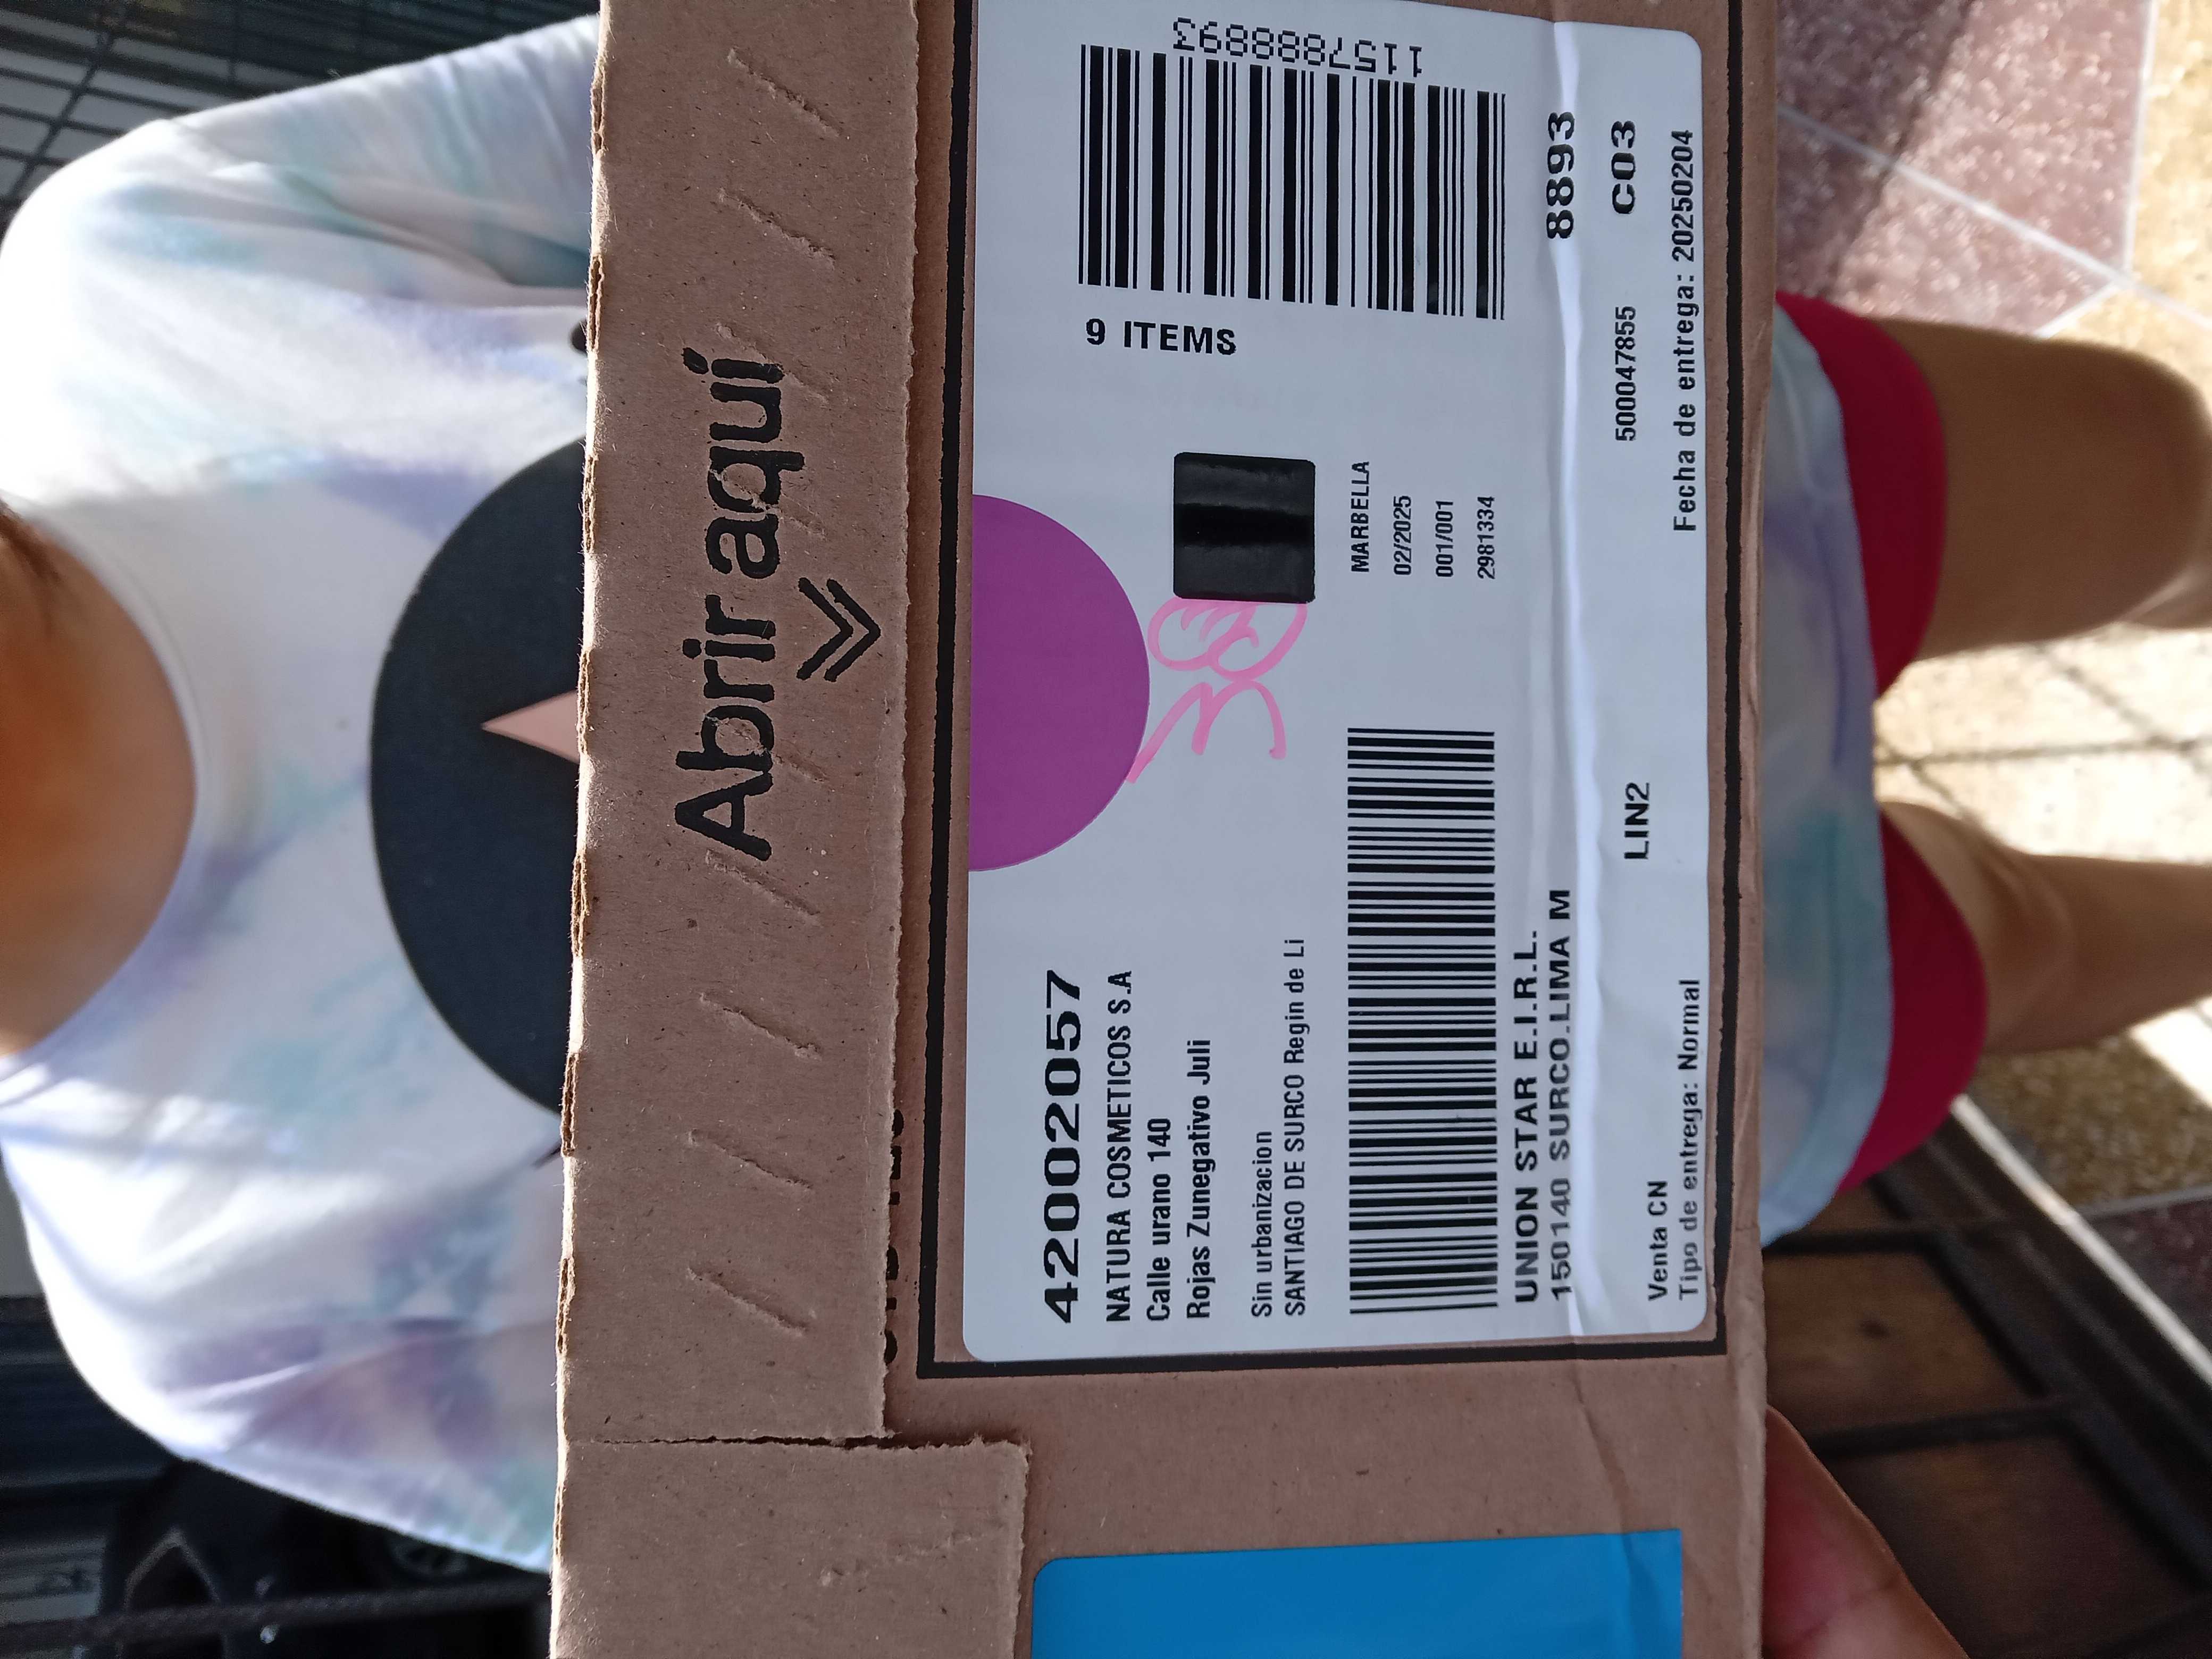 Abrir aquí
42002057
NATURA COSMETICOS S.A
Calle urano 140
Rojas Zunegativo Juli
Sin urbanizacion
SANTIAGO DE SURCO Regin de Li
9 ITEMS
1157888893
MARBELLA
02/2025
001/001
2981334
UNION STAR E.I.R.L.
150140 SURCO.LIMA M
8893
LIN2
500047855
C03
Venta CN
Tipo de entrega: Normal
Fecha de entrega: 20250204